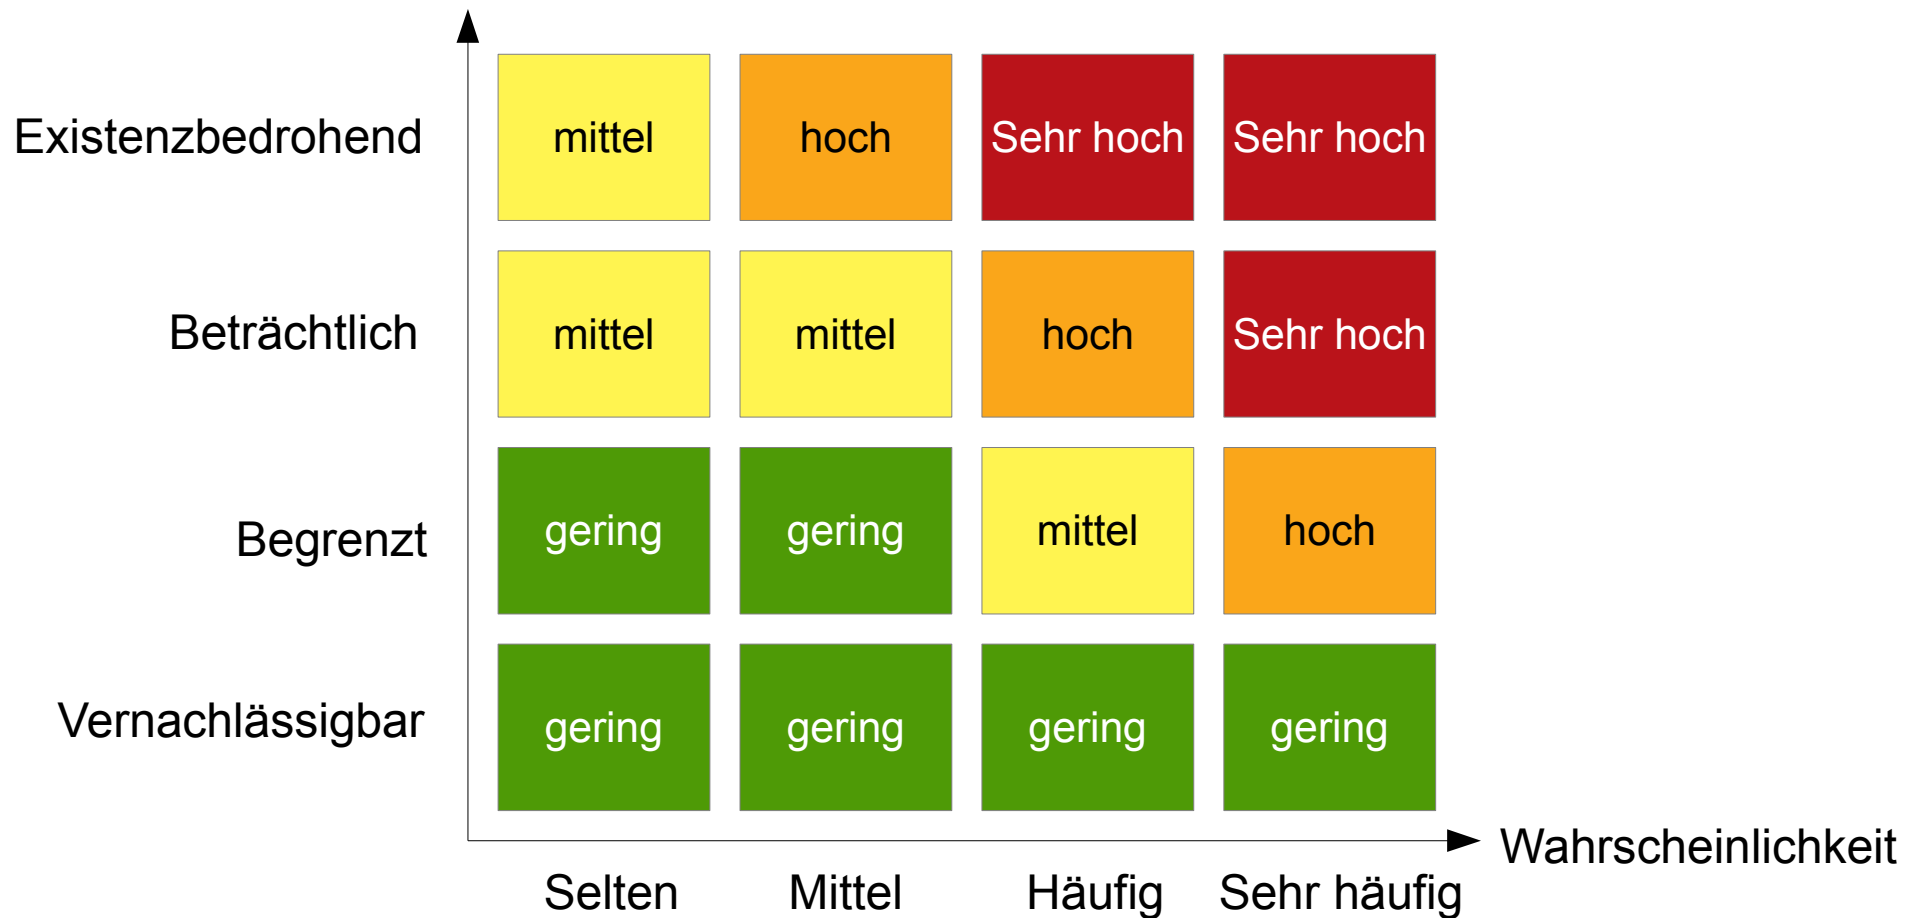 Existenzbedrohend mittel hoch Sehr hoch Sehr hoch
Beträchtlich mittel mittel hoch Sehr hoch
Begrenzt gering gering mittel hoch
Vernachlässigbar gering gering gering gering
Wahrscheinlichkeit
Selten Mittel Häufig Sehr häufig